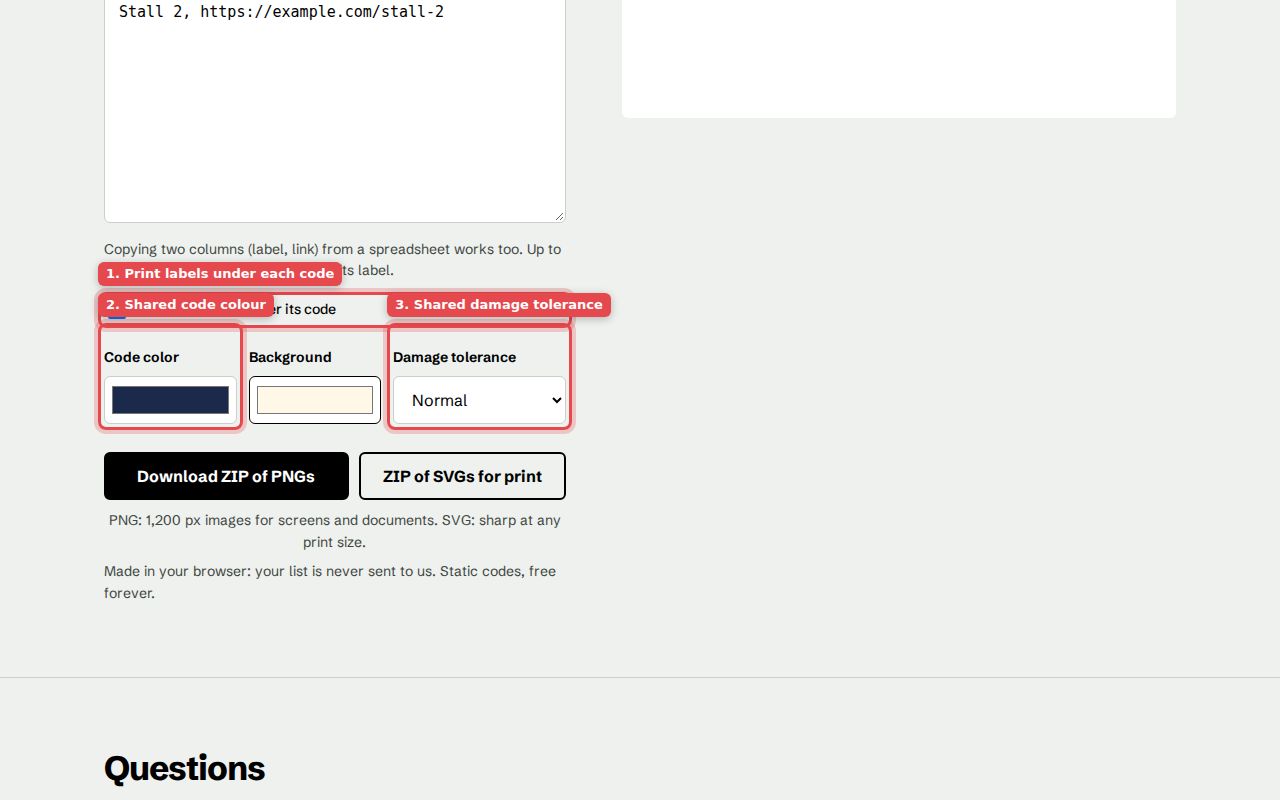 Stall 2, https://example.com/stall-2
Copying two columns (label, link) from a spreadsheet works too. Up to
ts label.
1. Print labels under each code
2. Shared code colour
er its code
3. Shared damage tolerance
Code color
Background
Damage tolerance
Normal
Download ZIP of PNGs
ZIP of SVGs for print
PNG: 1,200 px images for screens and documents. SVG: sharp at any
print size.
Made in your browser: your list is never sent to us. Static codes, free
forever.
Questions